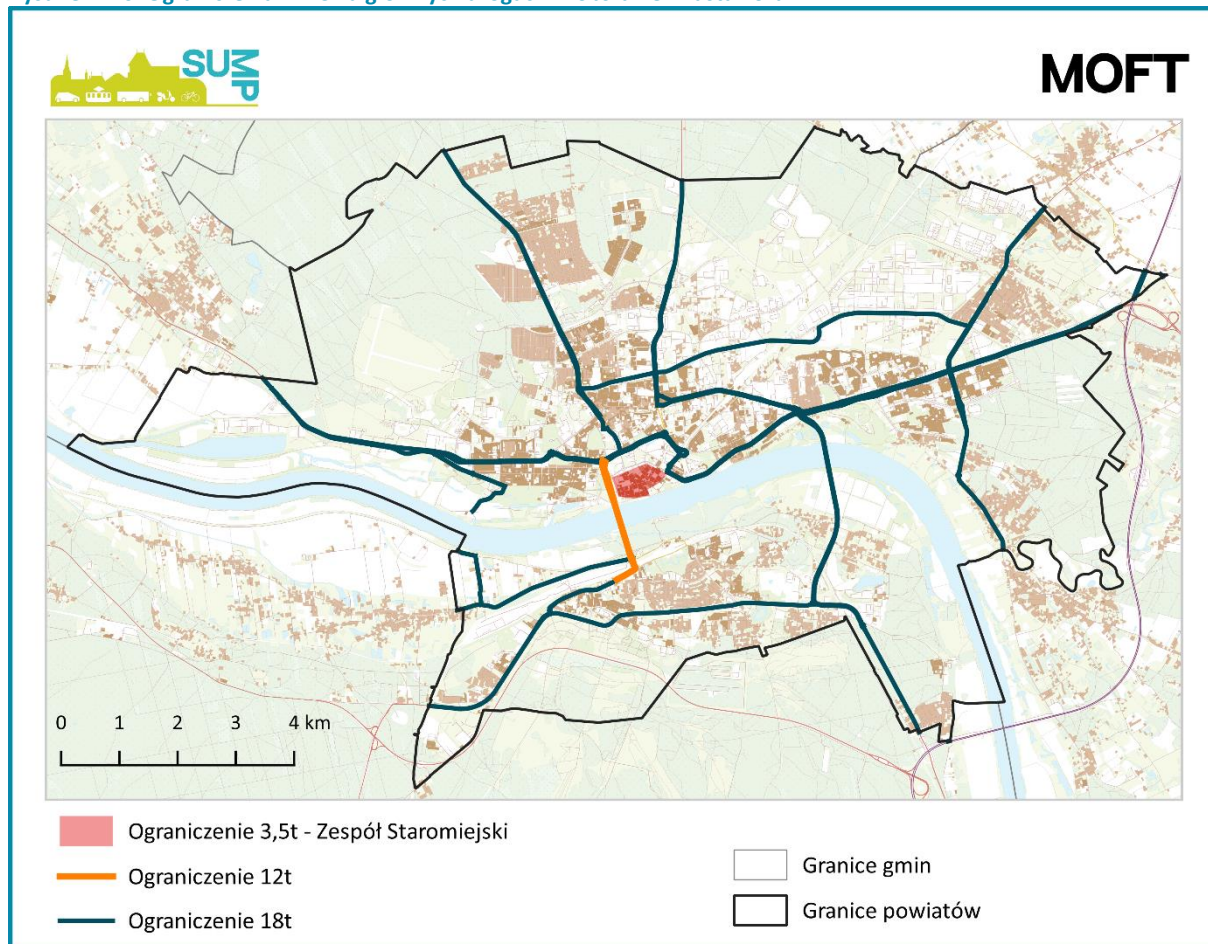 SUMP
MOFT
0 1 2 3 4 km
Ograniczenie 3,5t - Zespół Staromiejski
Ograniczenie 12t
Ograniczenie 18t
Granice gmin
Granice powiatów